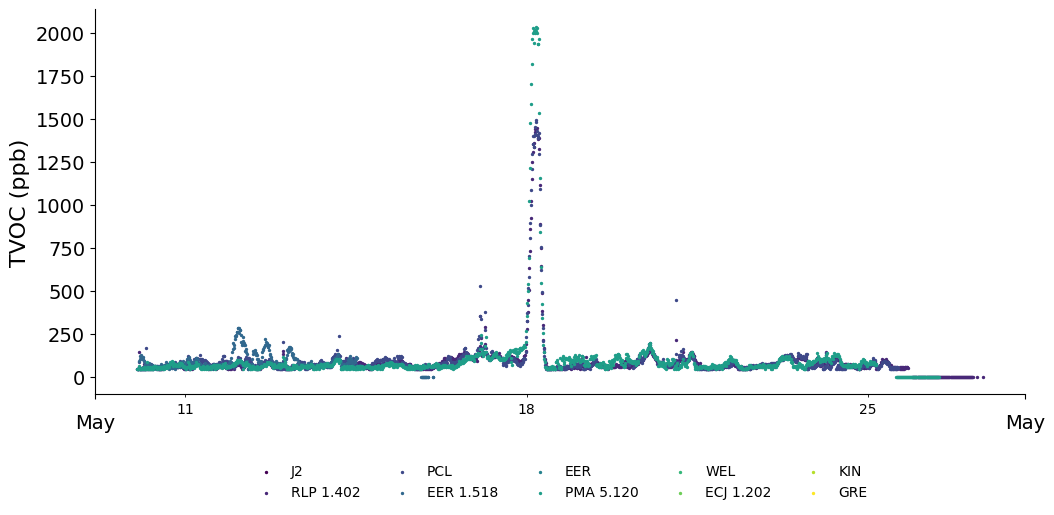 2000
1750
1500
1250
1000
750
500
250
0
TVOC (ppb)
11 18 25
May May
J2 PCL EER WEL KIN
RLP 1.402 EER 1.518 PMA 5.120 ECJ 1.202 GRE